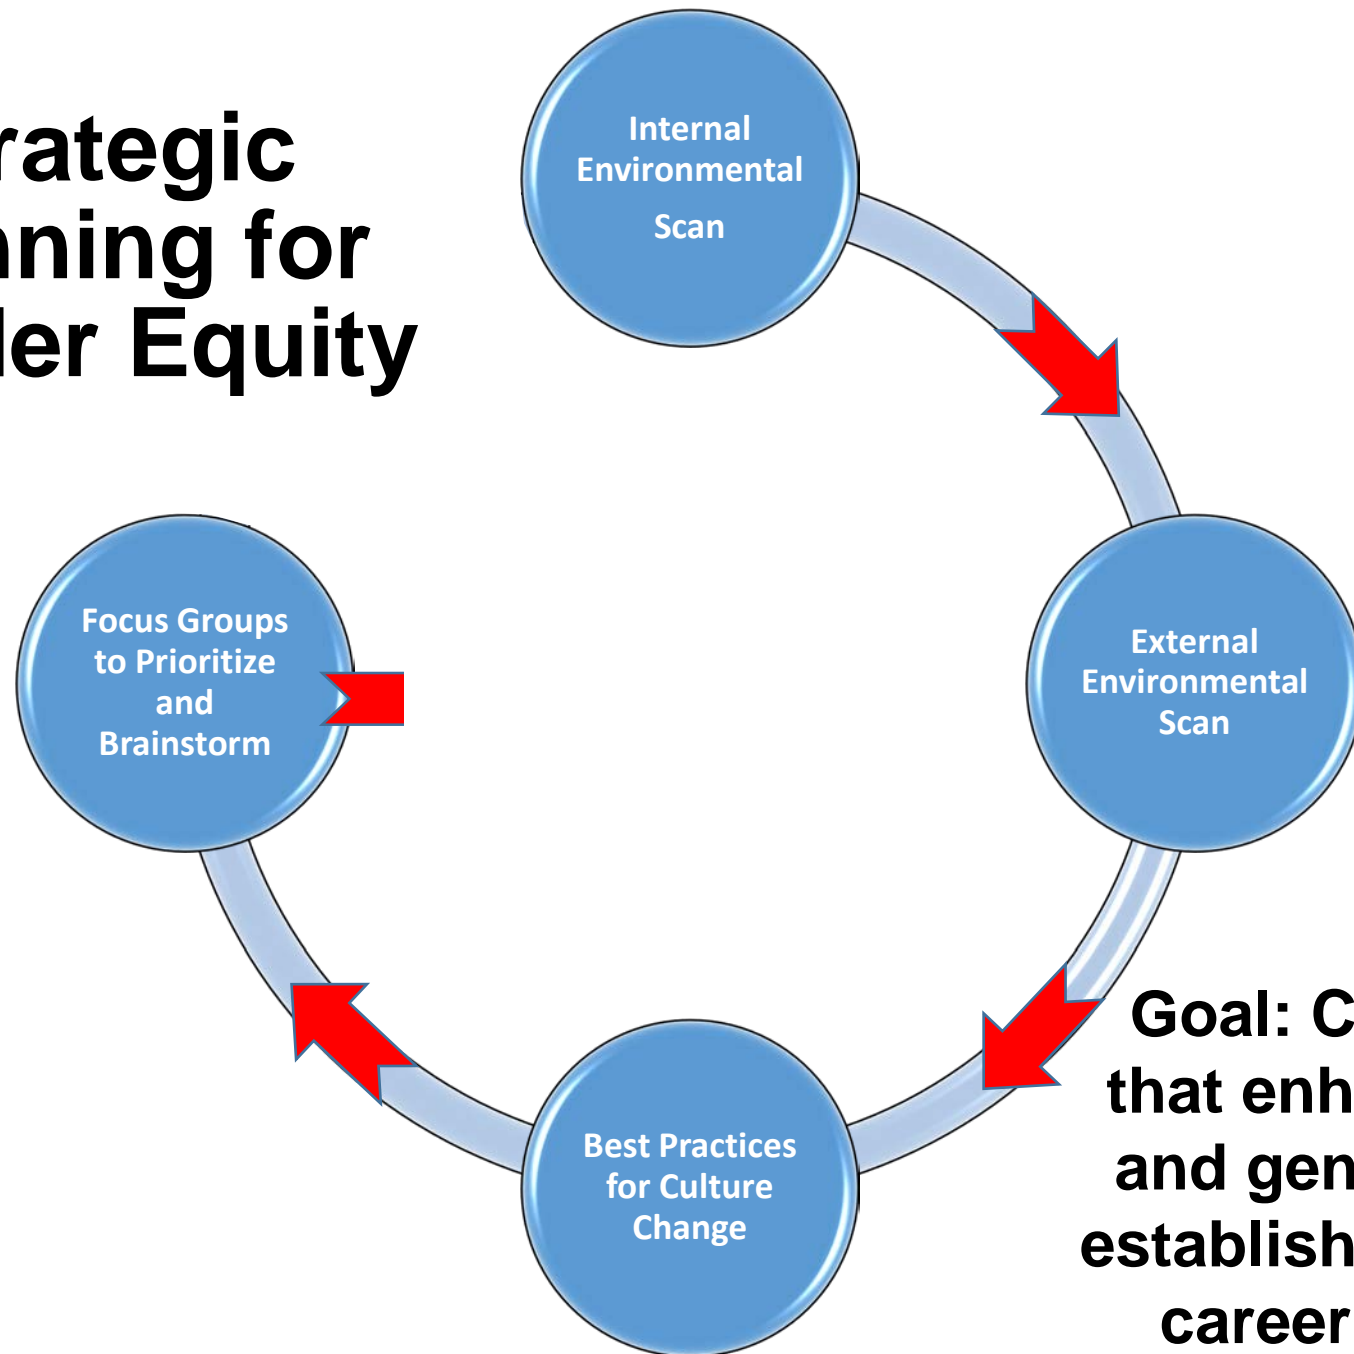 rategic
nning for
der Equity
Internal
Environmental
Scan
External
Environmental
Scan
Best Practices
for Culture
Change
Focus Groups
to Prioritize
and
Brainstorm
Goal: C
that enh
and gen
establish
career